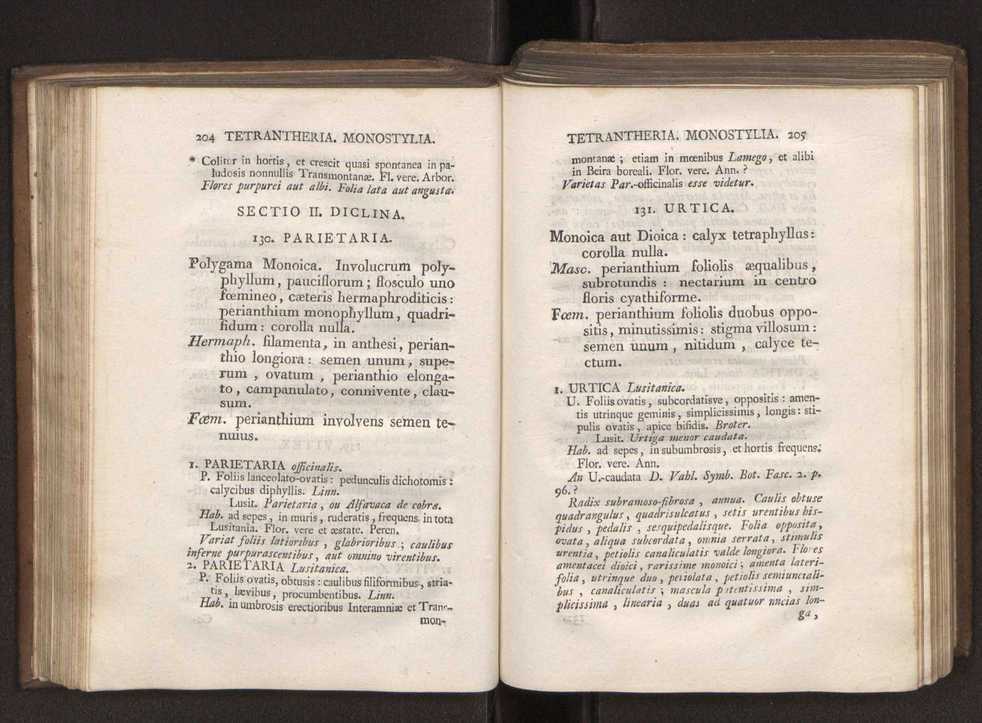 204 TETRANTHERIA. MONOSTYLIA.
* Colitur in hortis, et crescit quasi spontanea in pa-
ludosis nonnullis Transmontanæ. Fl. vere. Arbor.
Flores purpurei aut albi. Folia lata aut angusta.
SECTIO II. DICLINA.
130. PARIETARIA.
Polygama Monoica. Involucrum poly-
phyllum, pauciflorum; flosculo uno
fœmineo, cæteris hermaphroditicis:
perianthium monophyllum, quadri-
fidum: corolla nulla.
Hermaph. filamenta, in anthesi, perian-
thio longiora: semen unum, supe-
rum, ovatum, perianthio elonga-
to, campanulato, connivente, clau-
sum.
Fœm. perianthium involvens semen te-
nuius.
1. PARIETARIA officinalis.
P. Foliis lanceolato-ovatis: pedunculis dichotomis:
calycibus diphyllis. Linn.
Lusit. Parietaria, ou Alfavaca de cobra.
Hab. ad sepes, in muris, ruderatis, frequens in tota
Lusitania. Flor. vere et æstate. Peren.
Variat foliis latioribus, glabrioribus; caulibus
inferne purpurascentibus, aut omnino virentibus.
2. PARIETARIA Lusitanica.
P. Foliis ovatis, obtusis: caulibus filiformibus, stria-
tis, lævibus, procumbentibus. Linn.
Hab. in umbrosis erectioribus Interamniæ et Trans-
mon-
TETRANTHERIA. MONOSTYLIA. 205
montanæ; etiam in mœnibus Lamego, et alibi
in Beira boreali. Flor. vere. Ann. ?
Varietas Par.-officinalis esse videtur.
131. URTICA.
Monoica aut Dioica: calyx tetraphyllus:
corolla nulla.
Masc. perianthium foliolis æqualibus,
subrotundis: nectarium in centro
floris cyathiforme.
Fœm. perianthium foliolis duobus oppo-
sitis, minutissimis: stigma villosum:
semen unum, nitidum, calyce te-
ctum.
1. URTICA Lusitanica.
U. Foliis ovatis, subcordatisve, oppositis: amen-
tis utrinque geminis, simplicissimis, longis: sti-
pulis ovatis, apice bifidis. Broter.
Lusit. Urtiga menor caudata.
Hab. ad sepes, in subumbrosis, et hortis frequens.
Flor. vere. Ann.
An U.-caudata D. Vahl. Symb. Bot. Fasc. 2. p.
96. ?
Radix subramoso-fibrosa, annua. Caulis obtuse
quadrangulus, quadrisulcatus, setis urentibus his-
pidus, pedalis, sesquipedalisque. Folia opposita,
ovata, aliqua subcordata, omnia serrata, stimulis
urentia, petiolis canaliculatis valde longiora. Flores
amentacei dioici, rarissime monoici; amenta lateri-
folia, utrinque duo, petiolata, petiolis semiunciali-
bus, canaliculatis; mascula patentissima, sim-
plicissima, linearia, duas ad quatuor uncias lon-
ga,